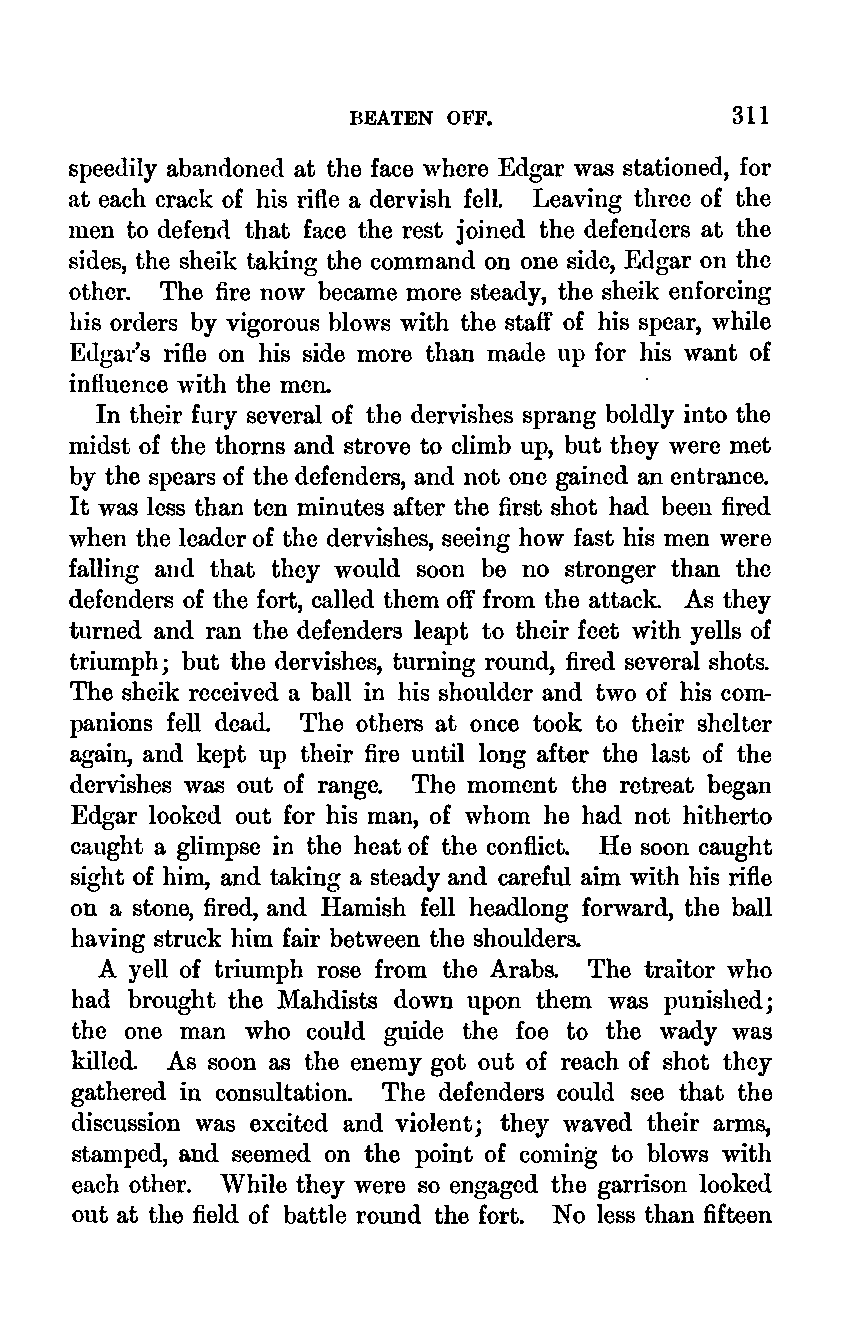 BEATEN OFF. 311
speedily abandoned at the face where Edgar was stationed, for
at each crack of his rifle a dervish fell. Leaving three of the
men to defend that face the rest joined the defenders at the
sides, the sheik taking the command on one side, Edgar on the
other. The fire now became more steady, the sheik enforcing
his orders by vigorous blows with the staff of his spear, while
Edgar's rifle on his side more than made up for his want of
influence with the men.
In their fury several of the dervishes sprang boldly into the
midst of the thorns and strove to climb up, but they were met
by the spears of the defenders, and not one gained an entrance.
It was less than ten minutes after the first shot had been fired
when the leader of the dervishes, seeing how fast his men were
falling and that they would soon be no stronger than the
defenders of the fort, called them off from the attack. As they
turned and ran the defenders leapt to their feet with yells of
triumph; but the dervishes, turning round, fired several shots.
The sheik received a ball in his shoulder and two of his com-
panions fell dead. The others at once took to their shelter
again, and kept up their fire until long after the last of the
dervishes was out of range. The moment the retreat began
Edgar looked out for his man, of whom he had not hitherto
caught a glimpse in the heat of the conflict. He soon caught
sight of him, and taking a steady and careful aim with his rifle
on a stone, fired, and Hamish fell headlong forward, the ball
having struck him fair between the shoulders.
A yell of triumph rose from the Arabs. The traitor who
had brought the Mahdists down upon them was punished;
the one man who could guide the foe to the wady was
killed. As soon as the enemy got out of reach of shot they
gathered in consultation. The defenders could see that the
discussion was excited and violent; they waved their arms,
stamped, and seemed on the point of coming to blows with
each other. While they were so engaged the garrison looked
out at the field of battle round the fort. No less than fifteen